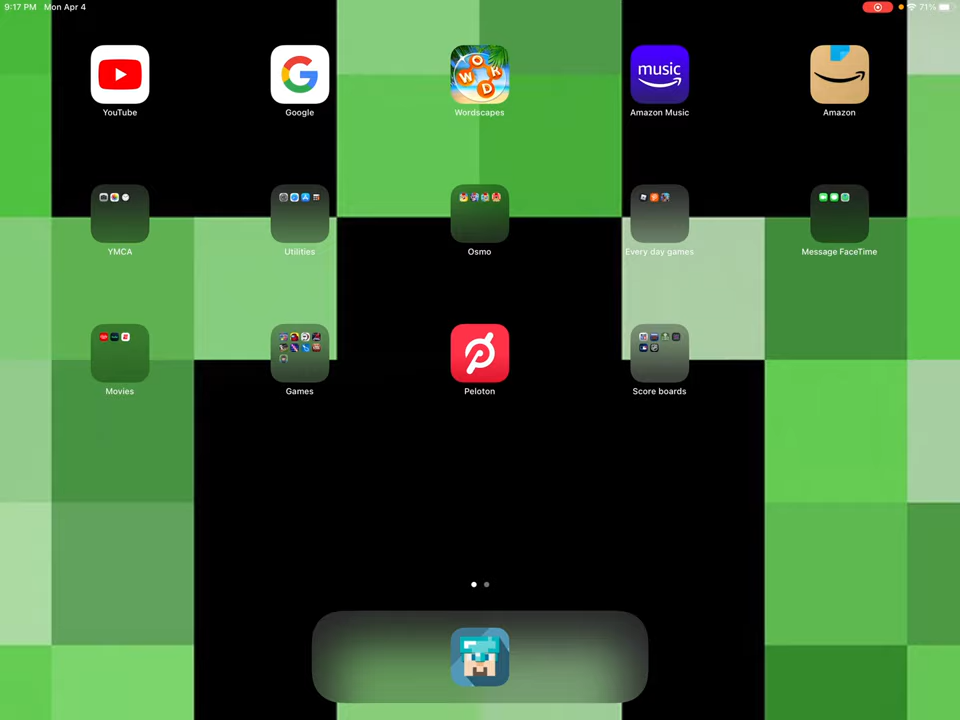 9:17 PM Mon Apr 4
71%
music
YouTube
Google
Wordscapes
Amazon Music
Amazon
YMCA
Utilities
Osmo
Every day games
Message FaceTime
Movies
Games
Peloton
Score boards